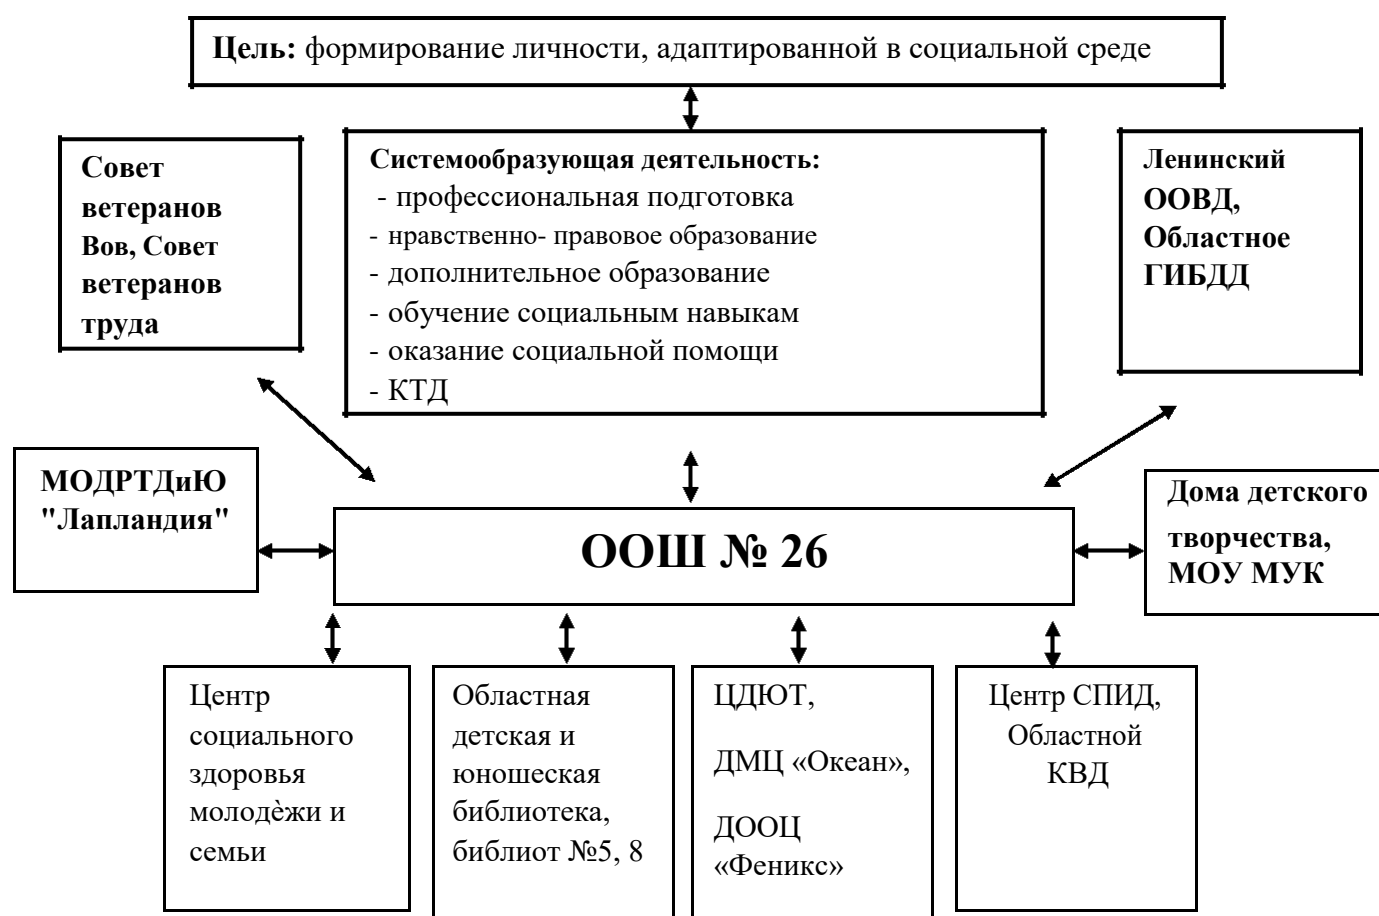 Цель: формирование личности, адаптированной в социальной среде
Совет
ветеранов
Вов, Совет
ветеранов
труда
Системообразующая деятельность:
- профессиональная подготовка
- нравственно- правовое образование
- дополнительное образование
- обучение социальным навыкам
- оказание социальной помощи
- КТД
Ленинский
ООВД,
Областное
ГИБДД
МОДРТДиЮ
"Лапландия"
ООШ № 26
Дома детского
творчества,
МОУ МУК
Центр
социального
здоровья
молодѐжи и
семьи
Областная
детская и
юношеская
библиотека,
библиот №5, 8
ЦДЮТ,
ДМЦ «Океан»,
ДООЦ
«Феникс»
Центр СПИД,
Областной
КВД